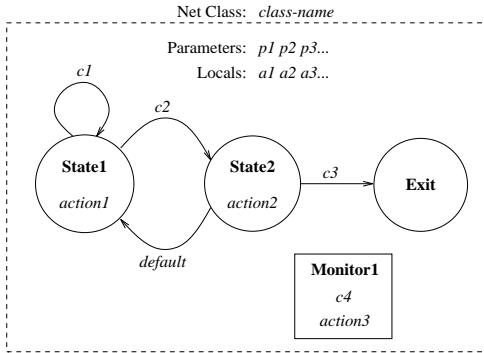 Net Class: class-name
Parameters: p1 p2 p3...
Locals: a1 a2 a3...
c1
c2
State1
action1
State2
action2
c3
Exit
default
Monitor1
c4
action3